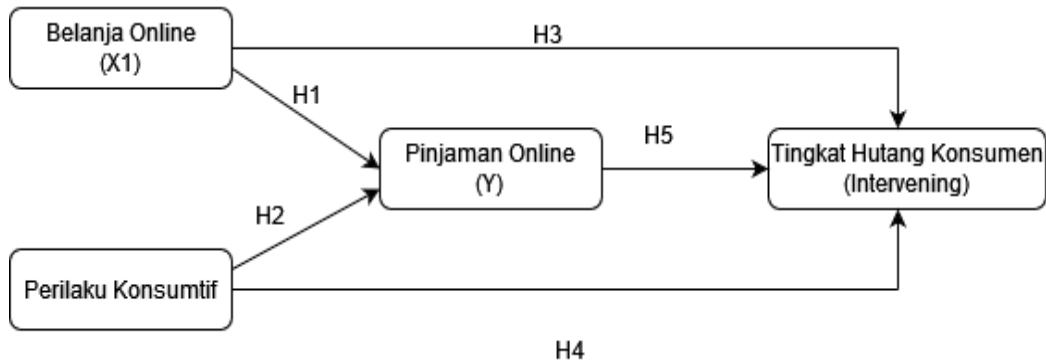 Belanja Online
(X1)
H3
H1
Pinjaman Online
(Y)
H5
Tingkat Hutang Konsumen
(Intervening)
H2
Perilaku Konsumtif
H4